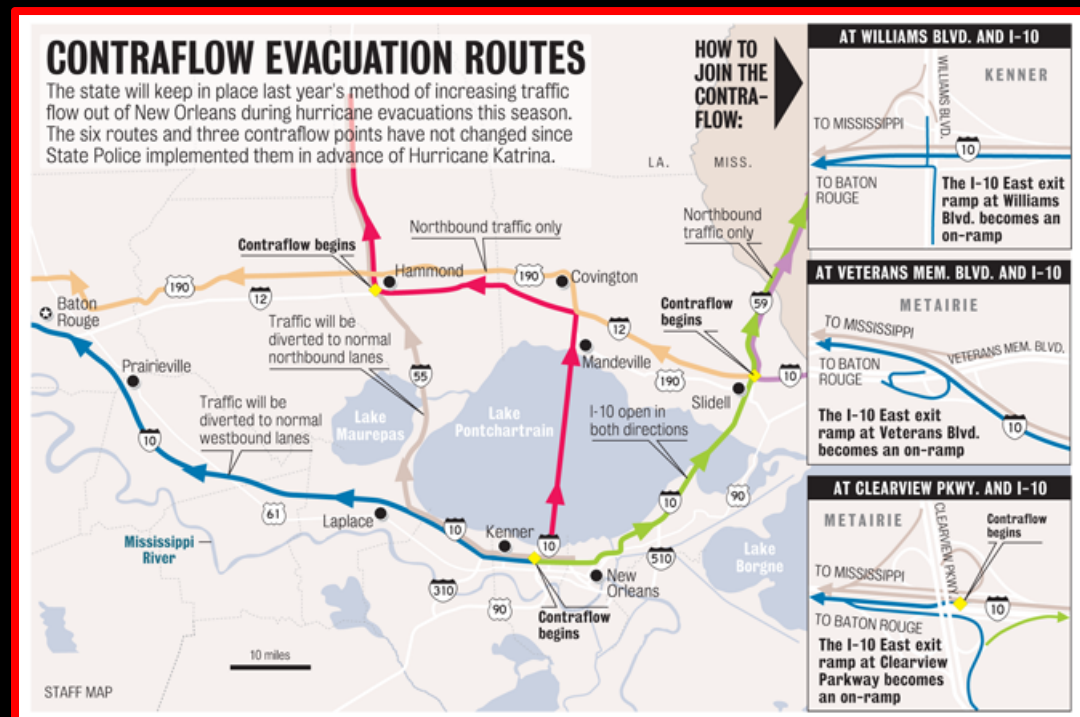 CONTRAFLOW EVACUATION ROUTES
The state will keep in place last year's method of increasing traffic
flow out of New Orleans during hurricane evacuations this season.
The six routes and three contraflow points have not changed since
State Police implemented them in advance of Hurricane Katrina.
HOW TO
JOIN THE
CONTRA-
FLOW:
LA.
MISS.
Northbound traffic only
Northbound
traffic only
Contraflow begins
Hammond
190
Covington
190
12
Baton
Rouge
Contraflow
begins
59
Traffic will be
diverted to normal
northbound lanes
12
Mandeville
Prairieville
55
190
10
Slidell
Traffic will be
diverted to normal
westbound lanes
Lake
Maurepas
Lake
Pontchartrain
I-10 open in
both directions
10
10
90
61
Laplace
10
Kenner
10
Mississippi
River
510
Lake
Borgne
310
New
Orleans
90
Contraflow
begins
10 miles
STAFF MAP
AT WILLIAMS BLVD. AND I-10
WILLIAMS BLVD.
KENNER
TO MISSISSIPPI
10
TO BATON
ROUGE
The I-10 East exit
ramp at Williams
Blvd. becomes an
on-ramp
AT VETERANS MEM. BLVD. AND I-10
METAIRIE
TO MISSISSIPPI
VETERANS MEM. BLVD.
TO BATON
ROUGE
10
The I-10 East exit
ramp at Veterans Blvd.
becomes an on-ramp
AT CLEARVIEW PKWY. AND I-10
METAIRIE
CLEARVIEW PKWY.
Contraflow
begins
TO MISSISSIPPI
10
TO BATON ROUGE
The I-10 East exit
ramp at Clearview
Parkway becomes
an on-ramp